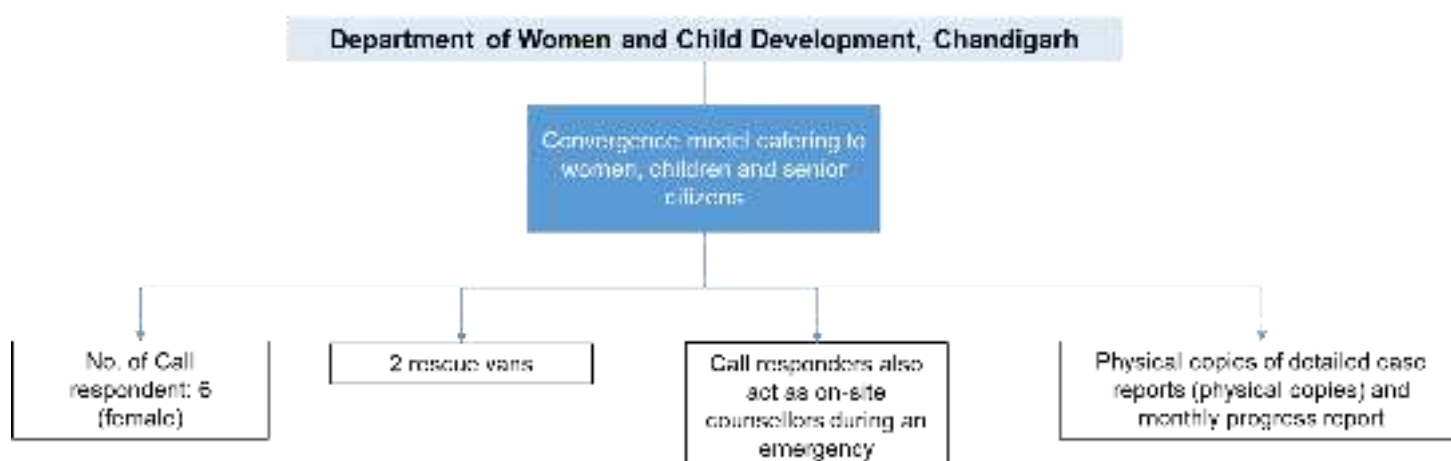 Department of Women and Child Development, Chandigarh
Convergence model catering to
women, children and senior
citizens
No. of Call
respondent: 6
(female)
2 rescue vans
Call responders also
act as on-site
counsellors during an
emergency
Physical copies of detailed case
reports (physical copies) and
monthly progress report